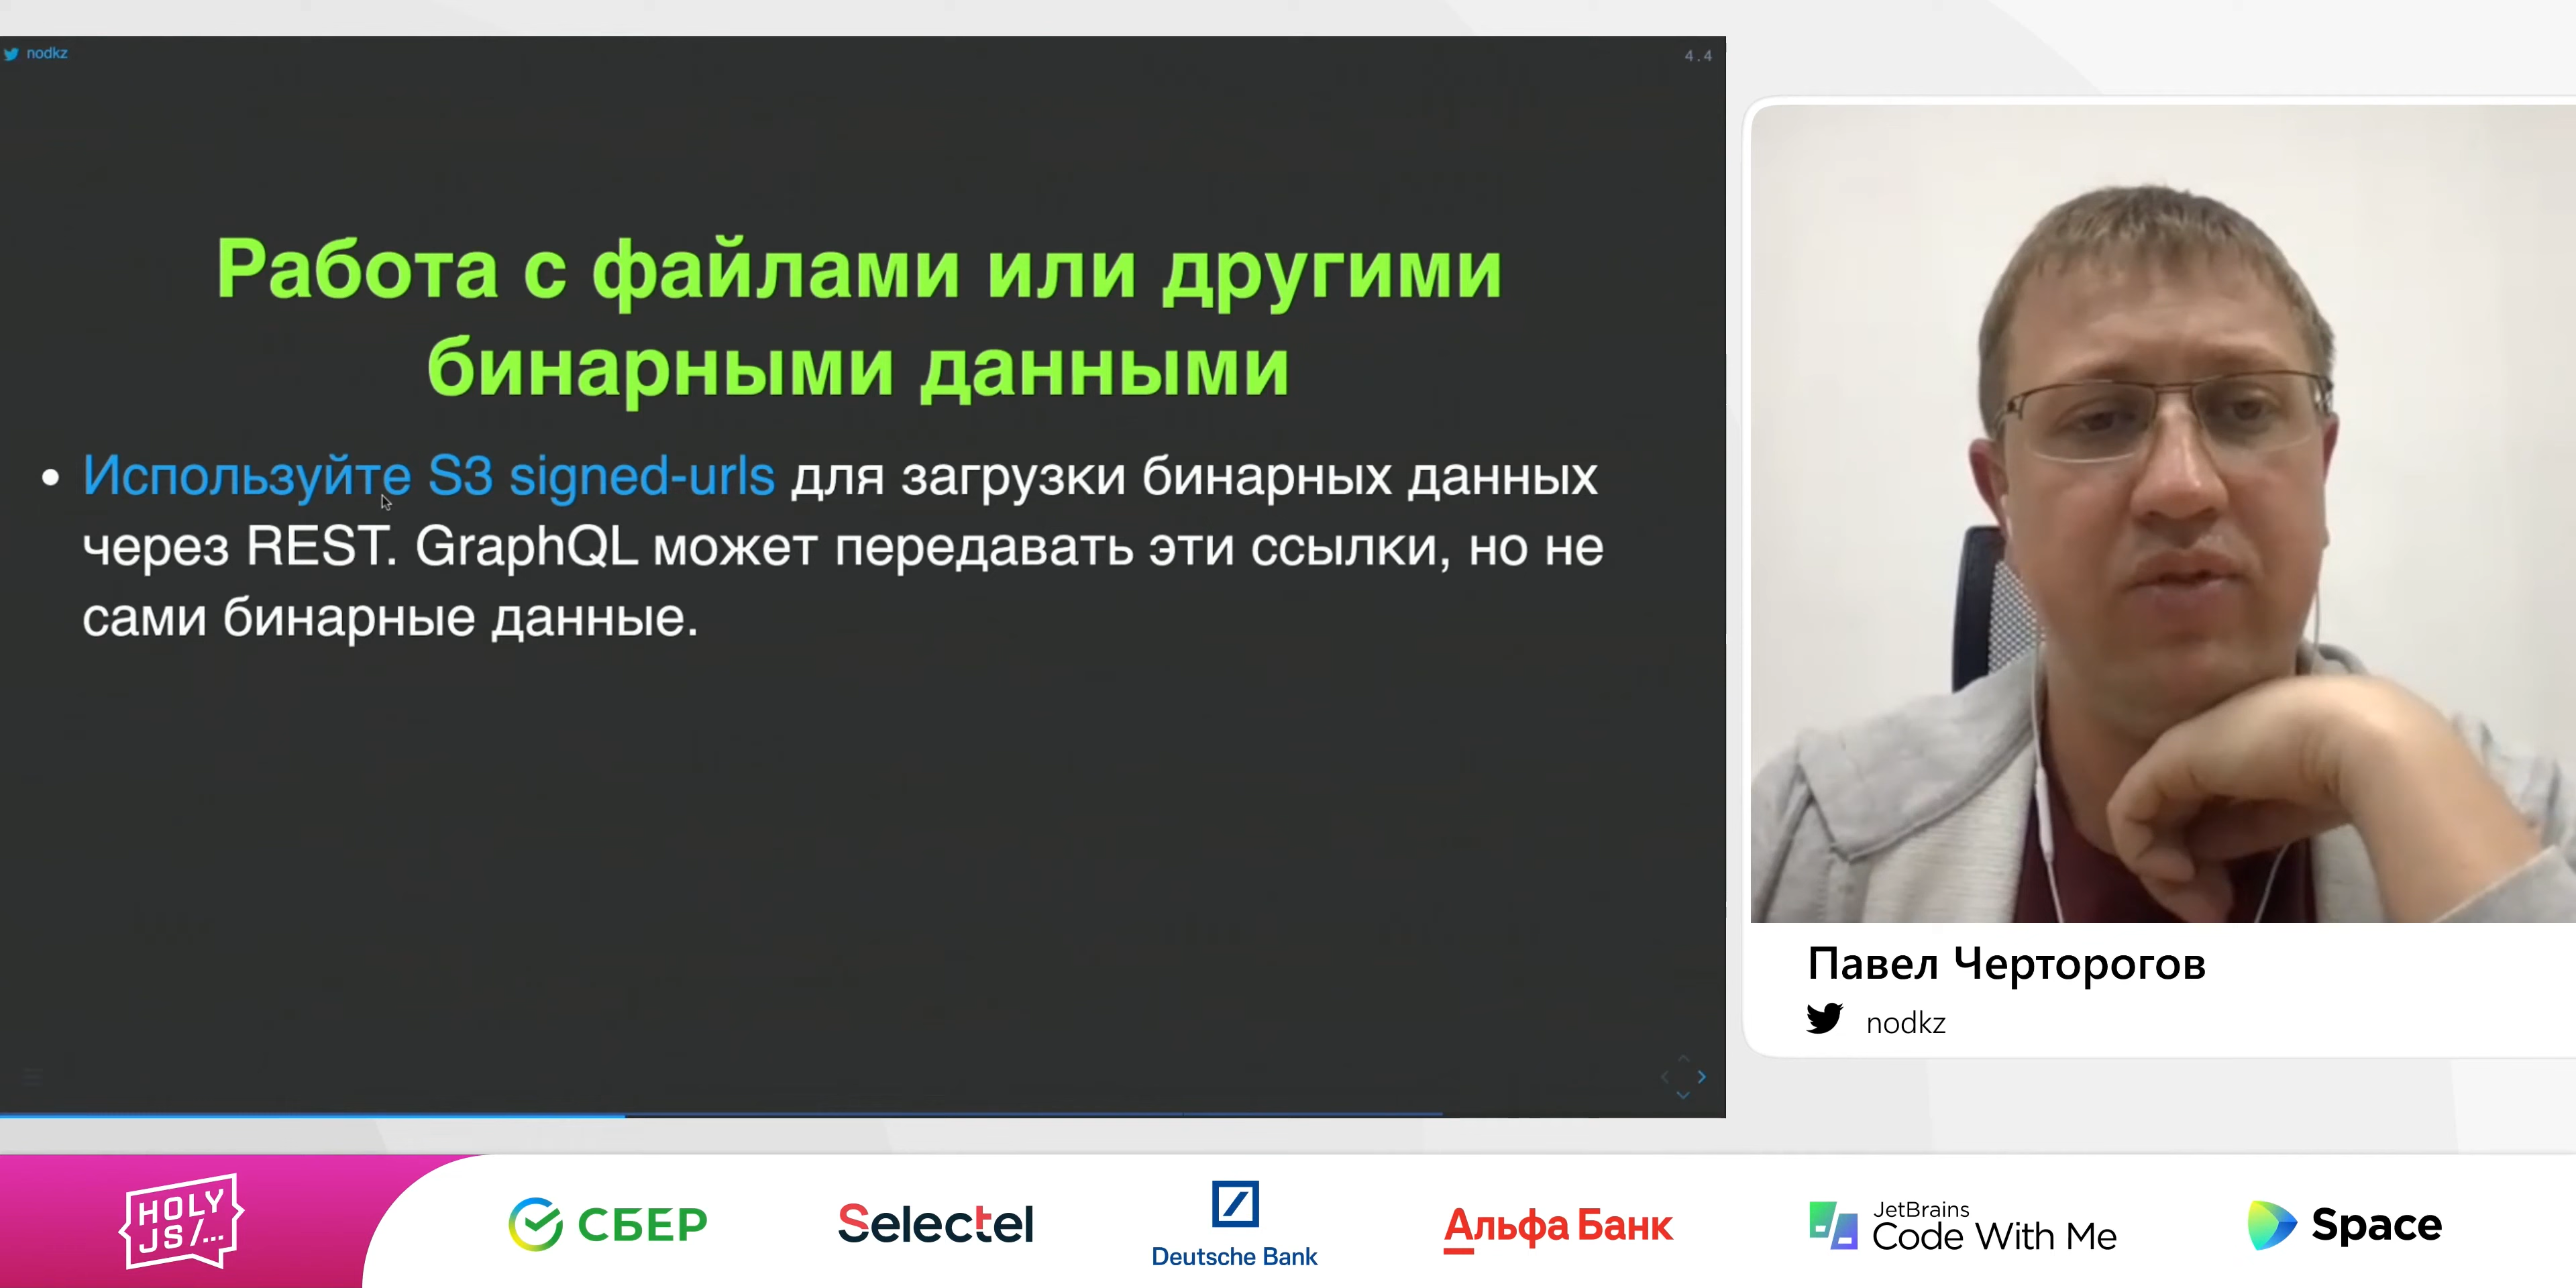 nodkz
4.4
Работа с файлами или другими
бинарными данными
• Используйте S3 signed-urls для загрузки бинарных данных
через REST. GraphQL может передавать эти ссылки, но не
сами бинарные данные.
Павел Черторогов
nodkz
HOLY
JS/...
СБЕР
Selectel
Deutsche Bank
Альфа Банк
JetBrains
Code With Me
Space